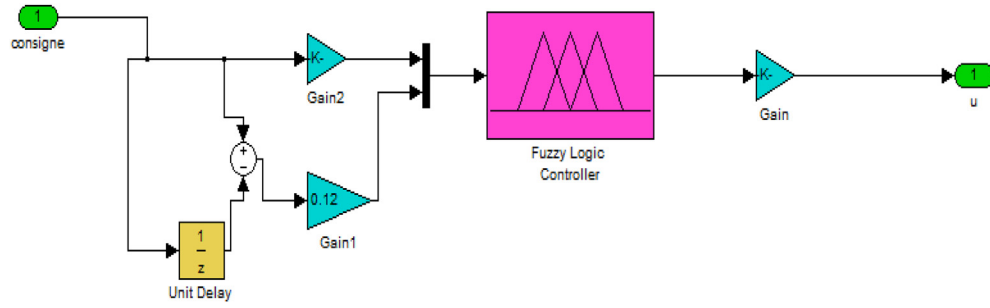 1
consigne
K-
Gain2
+
−
0.12
Gain1
1
z
Unit Delay
Fuzzy Logic
Controller
K-
Gain
1
u